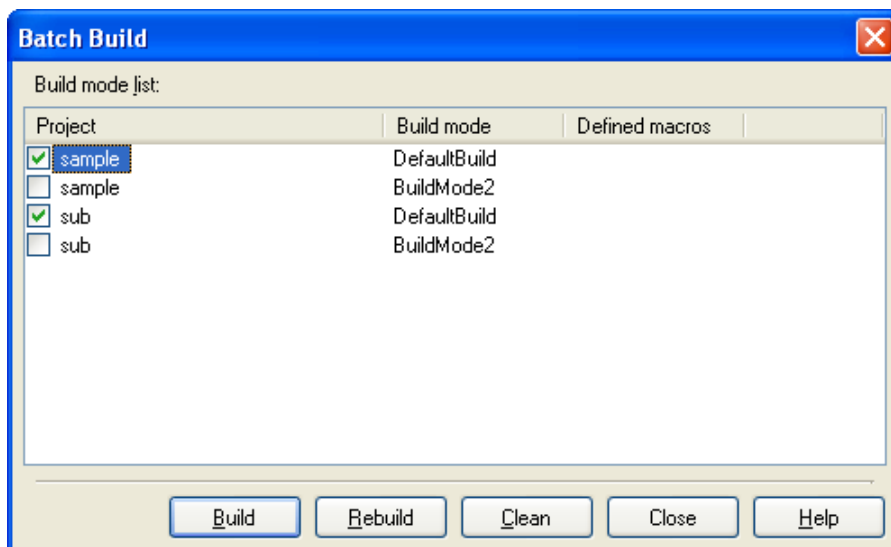 Batch Build
Build mode list:
Project Build mode Defined macros
sample DefaultBuild
sample BuildMode2
sub DefaultBuild
sub BuildMode2
Build Rebuild Clean Close Help